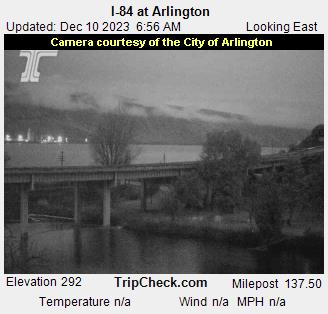 I-84 at Arlington
Updated: Dec 10 2023 6:56 AM Looking East
Camera courtesy of the City of Arlington
Elevation 292 TripCheck.com Milepost 137.50
Temperature n/a Wind n/a MPH n/a